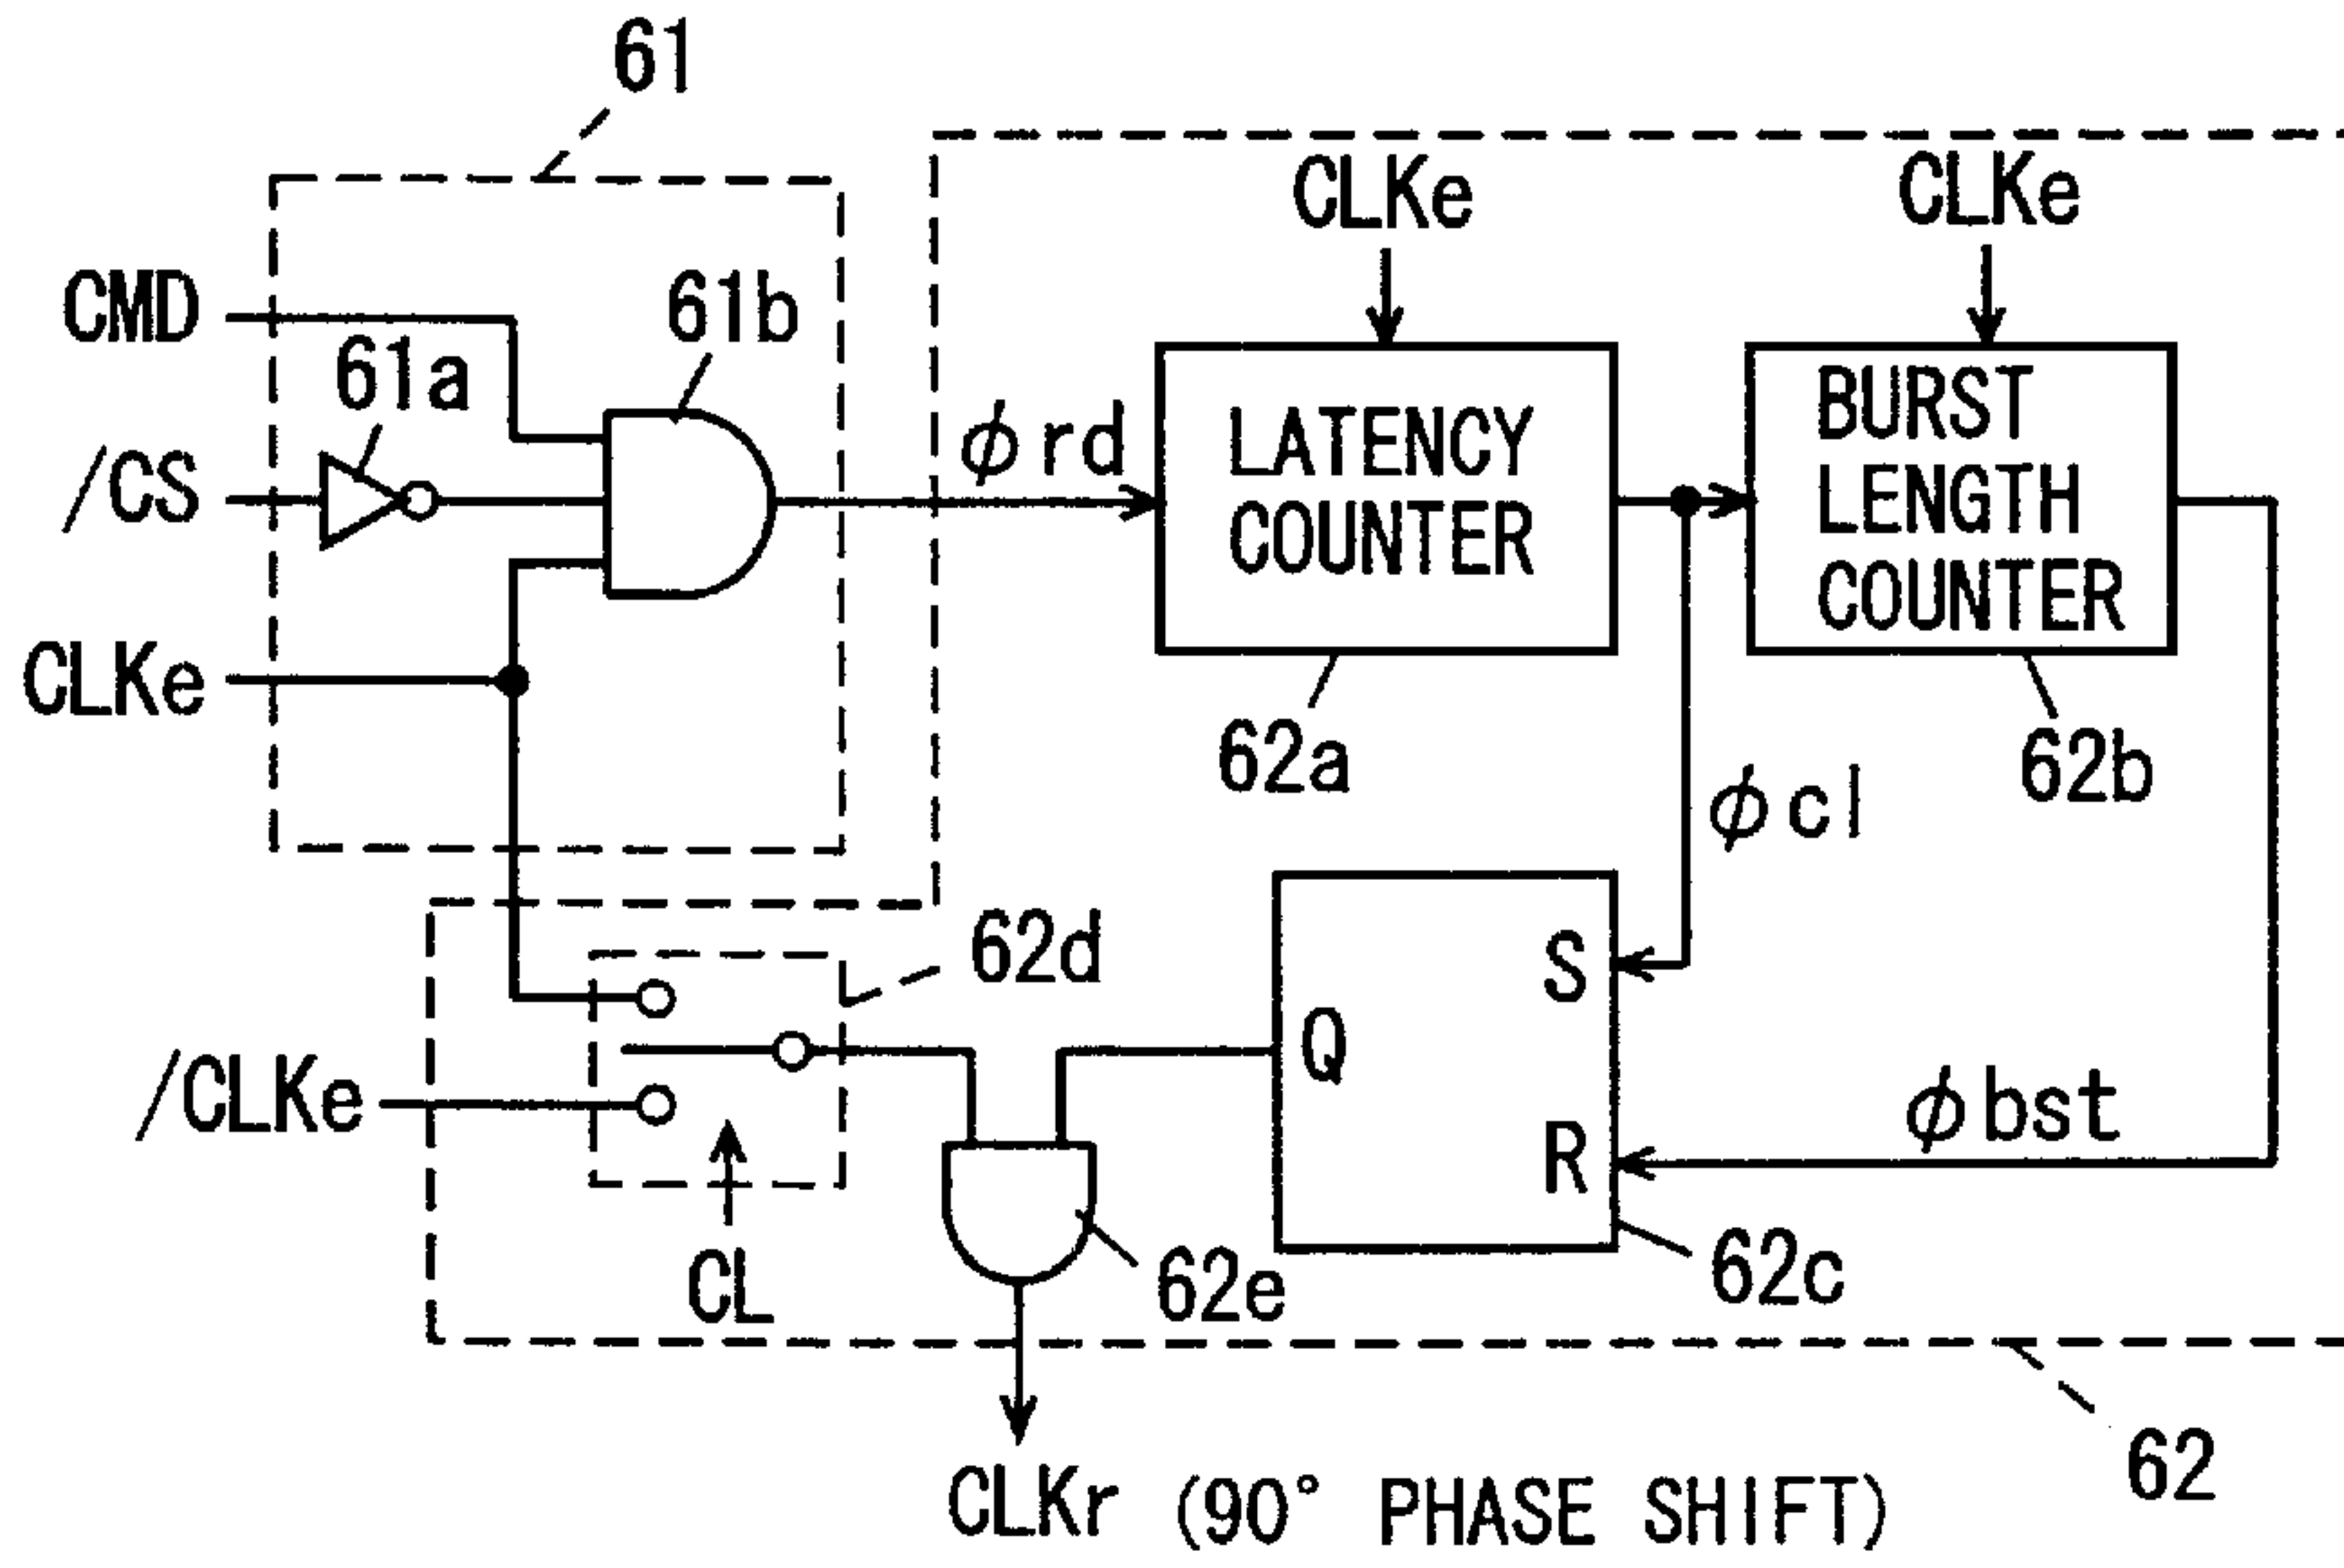 61
CLKe
CLKe
CMD
61b
61a
/CS
φrd
LATENCY
COUNTER
BURST
LENGTH
COUNTER
CLKe
62a
62b
φcl
62d
S
Q
/CLKe
φbst
R
CL
62e
62c
CLKr (90° PHASE SHIFT)
62